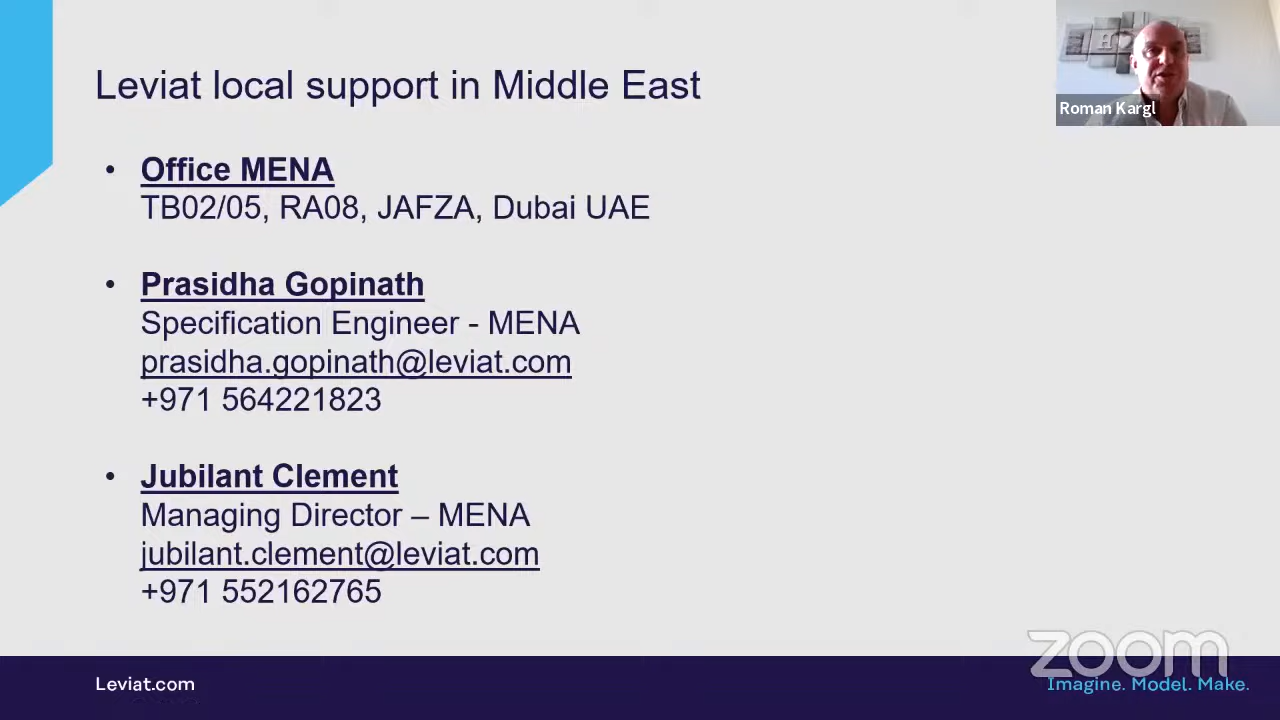 Leviat local support in Middle East
Roman Kargl
• Office MENA
TB02/05, RA08, JAFZA, Dubai UAE
• Prasidha Gopinath
Specification Engineer - MENA
prasidha.gopinath@leviat.com
+971 564221823
• Jubilant Clement
Managing Director – MENA
jubilant.clement@leviat.com
+971 552162765
zoom
Leviat.com
Imagine. Model. Make.